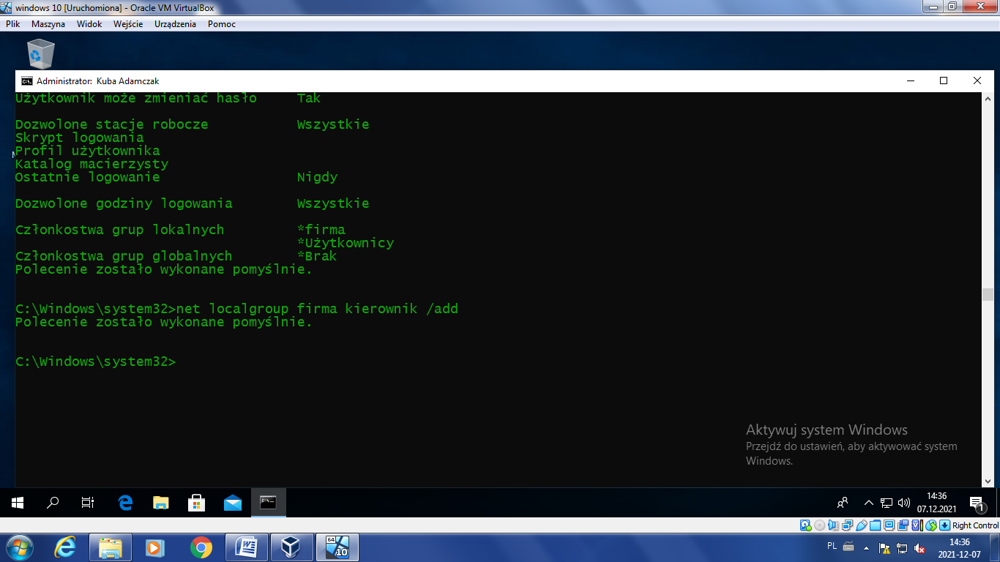 windows 10 [Uruchomiona] - Oracle VM VirtualBox
Plik Maszyna Widok Wejście Urządzenia Pomoc
Administrator: Kuba Adamczak
Użytkownik może zmieniać hasło Tak
Dozwolone stacje robocze Wszystkie
Skrypt logowania
Profil użytkownika
Katalog macierzysty
Ostatnie logowanie Nigdy
Dozwolone godziny logowania Wszystkie
Członkostwa grup lokalnych *firma
*Użytkownicy
Członkostwa grup globalnych *Brak
Polecenie zostało wykonane pomyślnie.
C:\Windows\system32>net localgroup firma kierownik /add
Polecenie zostało wykonane pomyślnie.
C:\Windows\system32>
Aktywuj system Windows
Przejdź do ustawień, aby aktywować system
Windows.
14:36
07.12.2021
1
Right Control
64
10
PL
14:36
2021-12-07